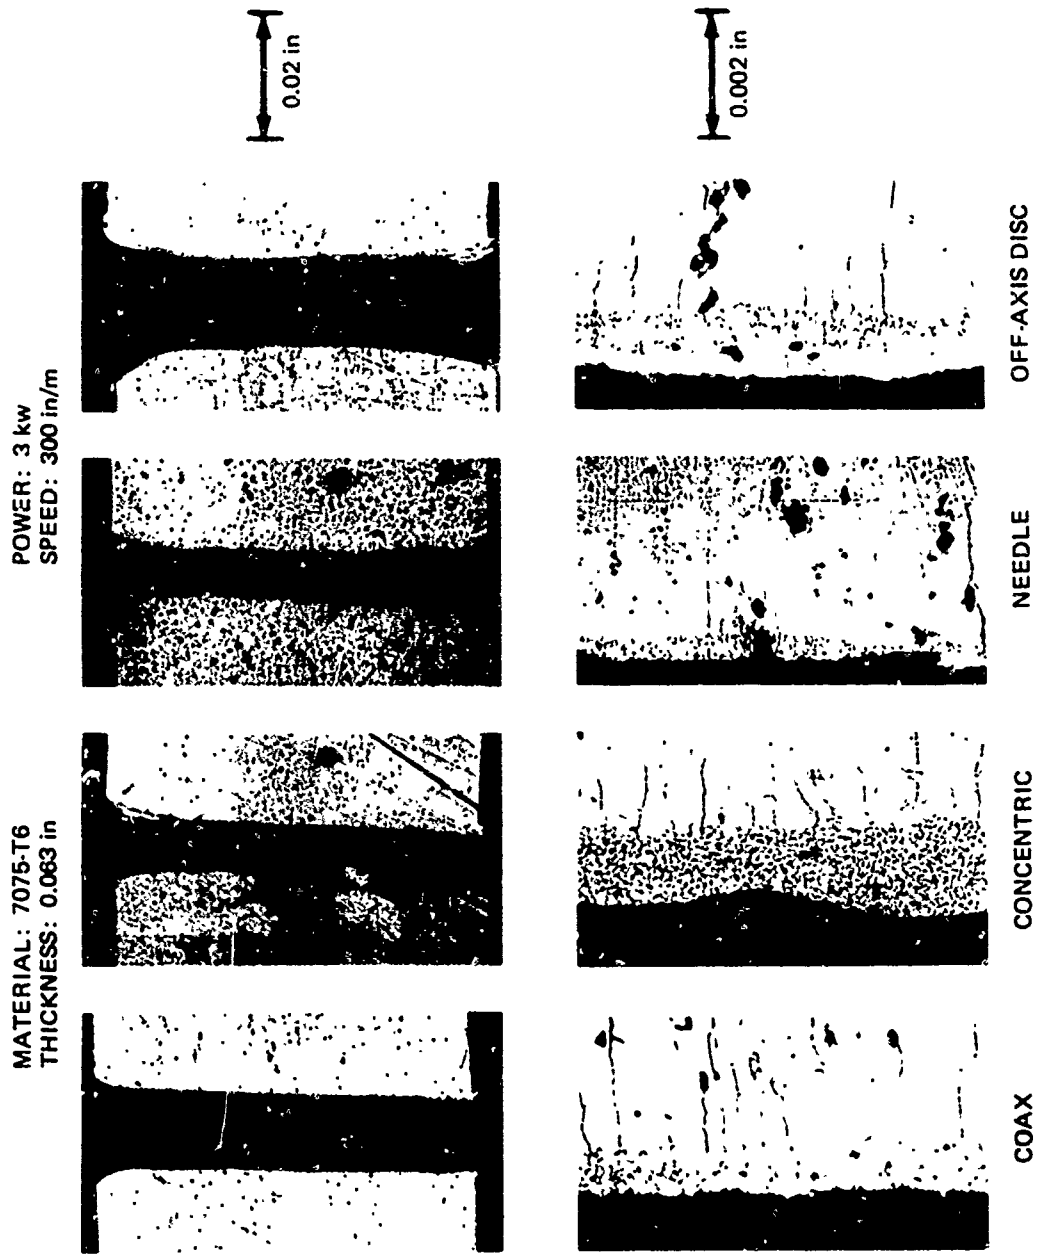 MATERIAL: 7075-T6
THICKNESS: 0.063 in
POWER: 3 kw
SPEED: 300 in/m
0.02 in
0.002 in
COAX
CONCENTRIC
NEEDLE
OFF-AXIS DISC